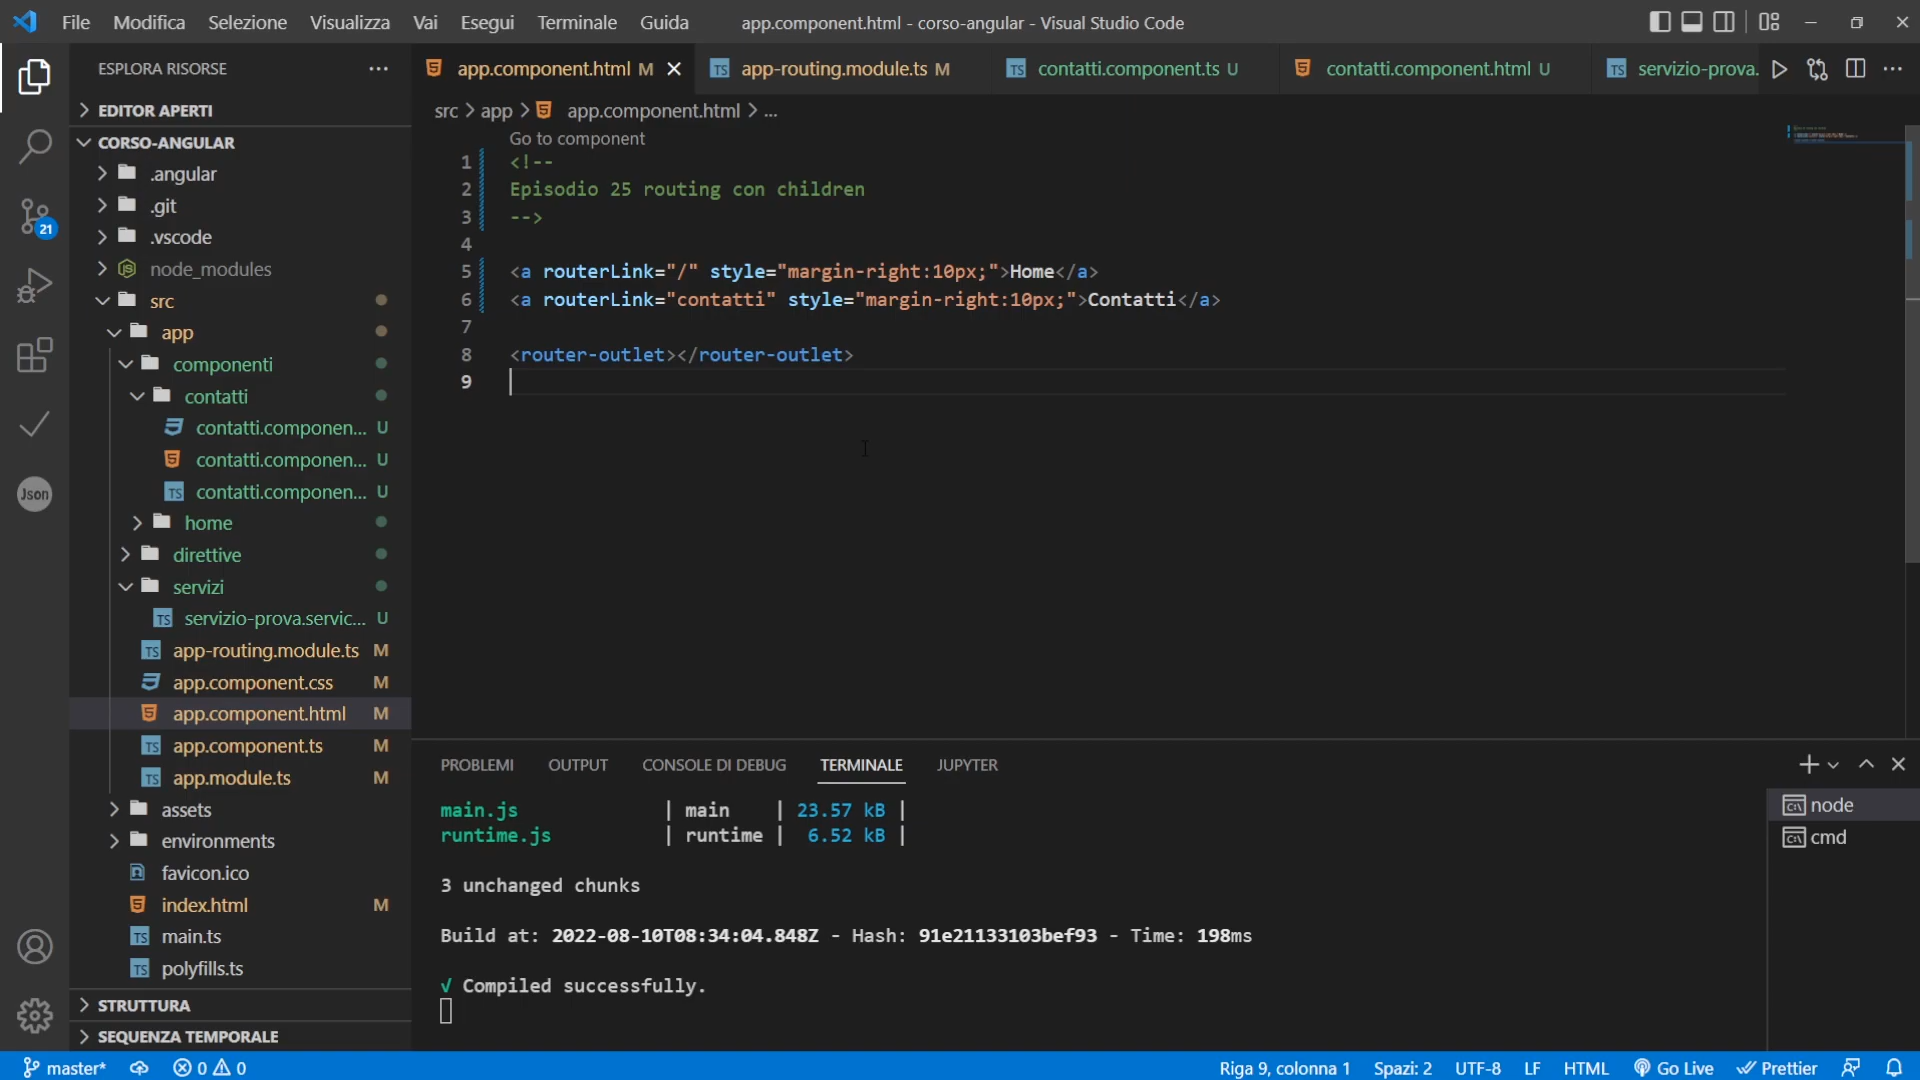 File Modifica Selezione Visualizza Vai Esegui Terminale Guida app.component.html - corso-angular - Visual Studio Code
ESPLORA RISORSE
app.component.html M
app-routing.module.ts M
contatti.component.ts U
contatti.component.html U
servizio-prova.
EDITOR APERTI
CORSO-ANGULAR
.angular
.git
.vscode
node_modules
src
app
componenti
contatti
contatti.componen... U
contatti.componen... U
contatti.componen... U
home
direttive
servizi
servizio-prova.servic... U
app-routing.module.ts M
app.component.css M
app.component.html M
app.component.ts M
app.module.ts M
assets
environments
favicon.ico
index.html M
main.ts
polyfills.ts
STRUTTURA
SEQUENZA TEMPORALE
21
Json
src > app > app.component.html > ...
Go to component
1 <!--
2 Episodio 25 routing con children
3 -->
4
5 <a routerLink="/" style="margin-right:10px;">Home</a>
6 <a routerLink="contatti" style="margin-right:10px;">Contatti</a>
7
8 <router-outlet></router-outlet>
9
PROBLEMI OUTPUT CONSOLE DI DEBUG TERMINALE JUPYTER
main.js | main | 23.57 kB |
runtime.js | runtime | 6.52 kB |
3 unchanged chunks
Build at: 2022-08-10T08:34:04.848Z - Hash: 91e21133103bef93 - Time: 198ms
√ Compiled successfully.
node
cmd
master* 0 0 Riga 9, colonna 1 Spazi: 2 UTF-8 LF HTML Go Live Prettier